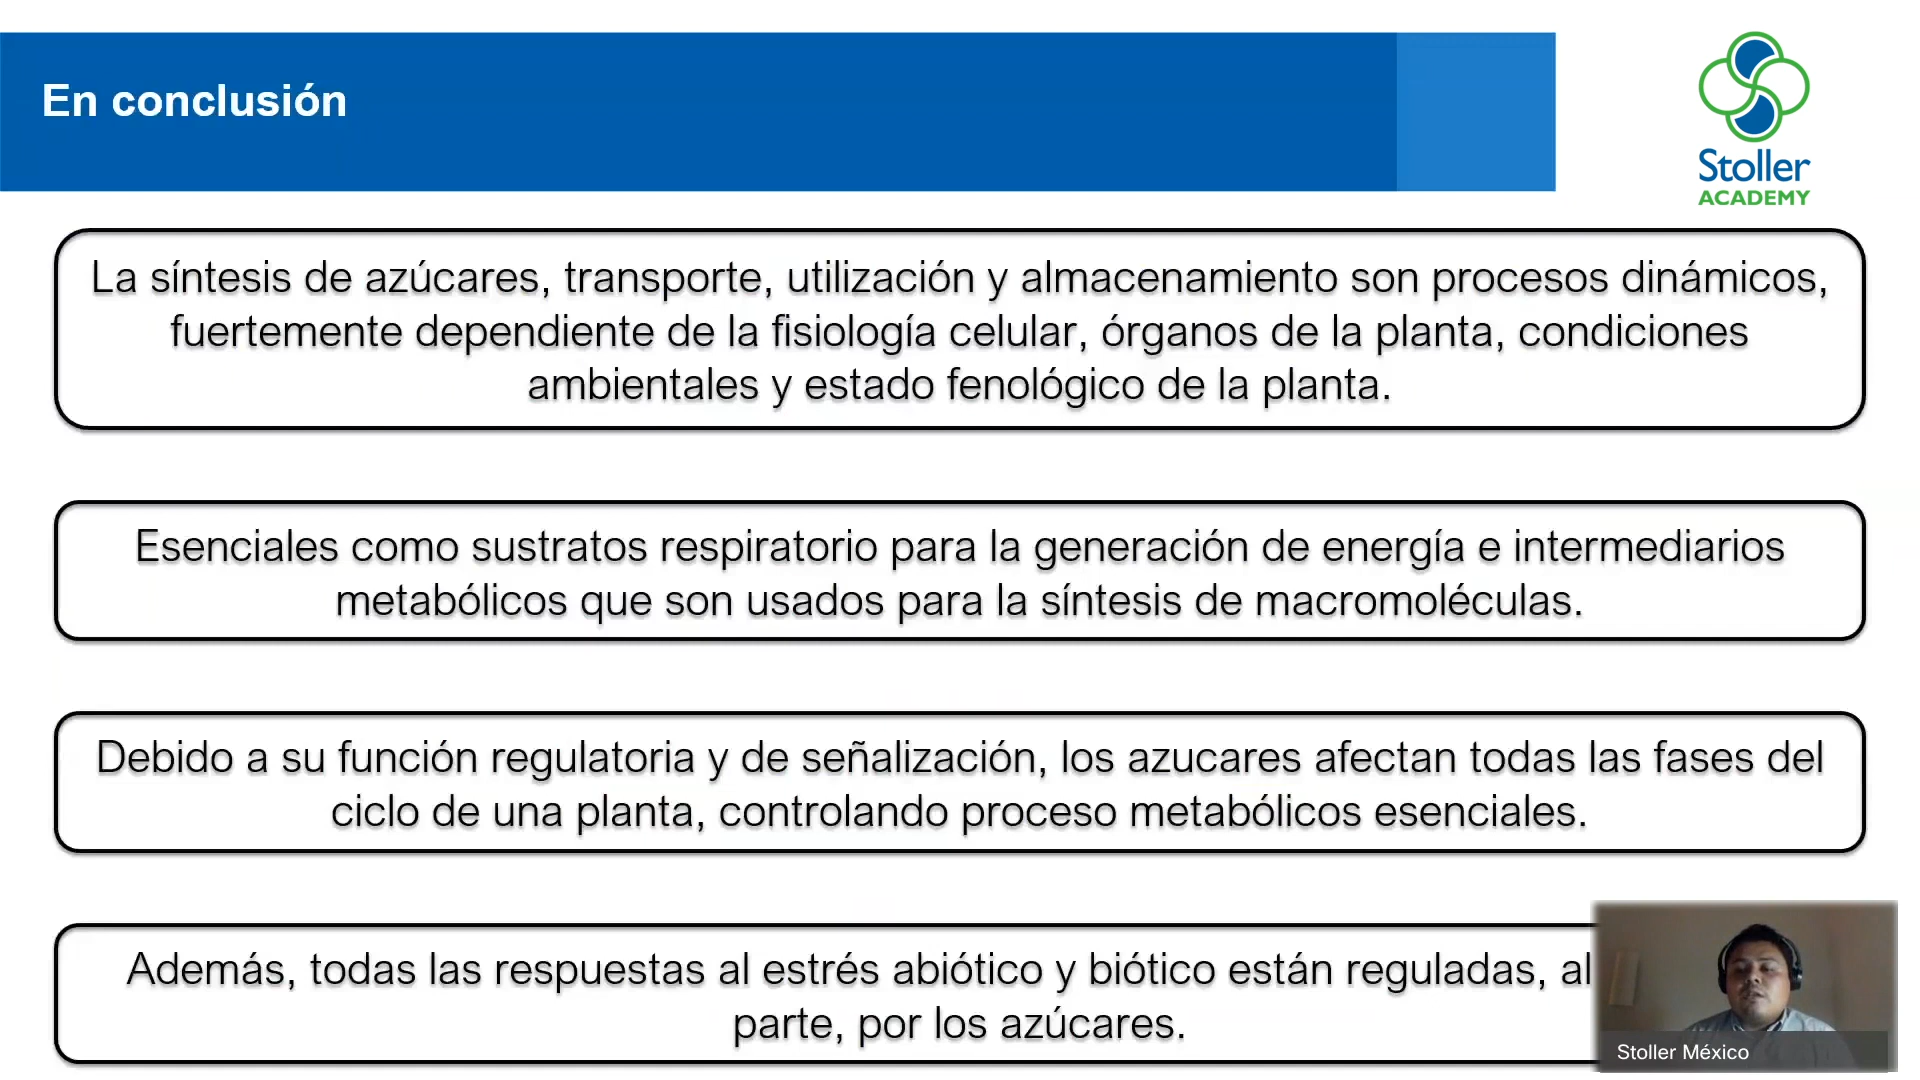 En conclusión
Stoller
ACADEMY
La síntesis de azúcares, transporte, utilización y almacenamiento son procesos dinámicos,
fuertemente dependiente de la fisiología celular, órganos de la planta, condiciones
ambientales y estado fenológico de la planta.
Esenciales como sustratos respiratorio para la generación de energía e intermediarios
metabólicos que son usados para la síntesis de macromoléculas.
Debido a su función regulatoria y de señalización, los azucares afectan todas las fases del
ciclo de una planta, controlando proceso metabólicos esenciales.
Además, todas las respuestas al estrés abiótico y biótico están reguladas, al
parte, por los azúcares.
Stoller México